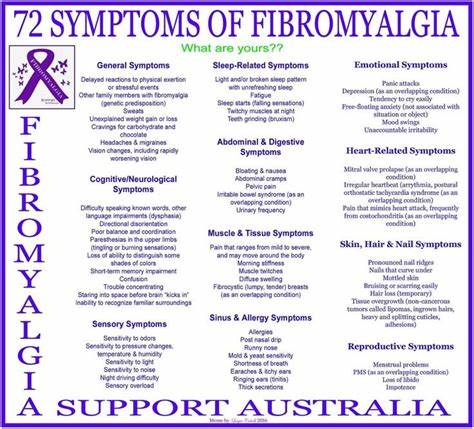 72 SYMPTOMS OF FIBROMYALGIA
What are yours??
FIBROMYALGIA
General Symptoms
Delayed reactions to physical exertion
or stressful events
Other family members with fibromyalgia
(genetic predisposition)
Sweats
Unexplained weight gain or loss
Cravings for carbohydrate and
chocolate
Headaches & migraines
Vision changes, including rapidly
worsening vision
Cognitive/Neurological
Symptoms
Difficulty speaking known words, other
language impairments (dysphasia)
Directional disorientation
Poor balance and coordination
Paresthesias in the upper limbs
(tingling or burning sensations)
Loss of ability to distinguish some
shades of colors
Short-term memory impairment
Confusion
Trouble concentrating
Staring into space before brain "kicks in"
Inability to recognize familiar surroundings
Sensory Symptoms
Sensitivity to odors
Sensitivity to pressure changes,
temperature & humidity
Sensitivity to light
Sensitivity to noise
Night driving difficulty
Sensory overload
Sleep-Related Symptoms
Light and/or broken sleep pattern
with unrefreshing sleep
Fatigue
Sleep starts (falling sensations)
Twitchy muscles at night
Teeth grinding (bruxism)
Abdominal & Digestive
Symptoms
Bloating & nausea
Abdominal cramps
Pelvic pain
Irritable bowel syndrome (as an
overlapping condition)
Urinary frequency
Muscle & Tissue Symptoms
Pain that ranges from mild to severe,
and may move around the body
Morning stiffness
Muscle twitches
Diffuse swelling
Fibrocystic (lumpy, tender) breasts
(as an overlapping condition)
Sinus & Allergy Symptoms
Allergies
Post nasal drip
Runny nose
Mold & yeast sensitivity
Shortness of breath
Earaches & itchy ears
Ringing ears (tinits)
Thick secretions
Emotional Symptoms
Panic attacks
Depression (as an overlapping condition)
Tendency to cry easily
Free-floating anxiety (not associated with
situation or object)
Mood swings
Unaccountable irritability
Heart-Related Symptoms
Mitral valve prolapse (as an overlapping
condition)
Irregular heartbeat (arrythmia, postural
orthostatic tachycardia syndrome (as an
overlapping condition)
Pain that mimics heart attack, frequently
from costochondritis (as an overlapping
condition)
Skin, Hair & Nail Symptoms
Pronounced nail ridges
Nails that curve under
Mottled skin
Bruising or scarring easily
Hair loss (temporary)
Tissue overgrowth (non-cancerous
tumors called lipomas, ingrown hairs,
heavy splitting cuticles,
adhesions)
Reproductive Symptoms
Menstrual problems
PMS (as an overlapping condition)
Loss of libido
Impotence
FIBROMYALGIA
SUPPORT AUSTRALIA